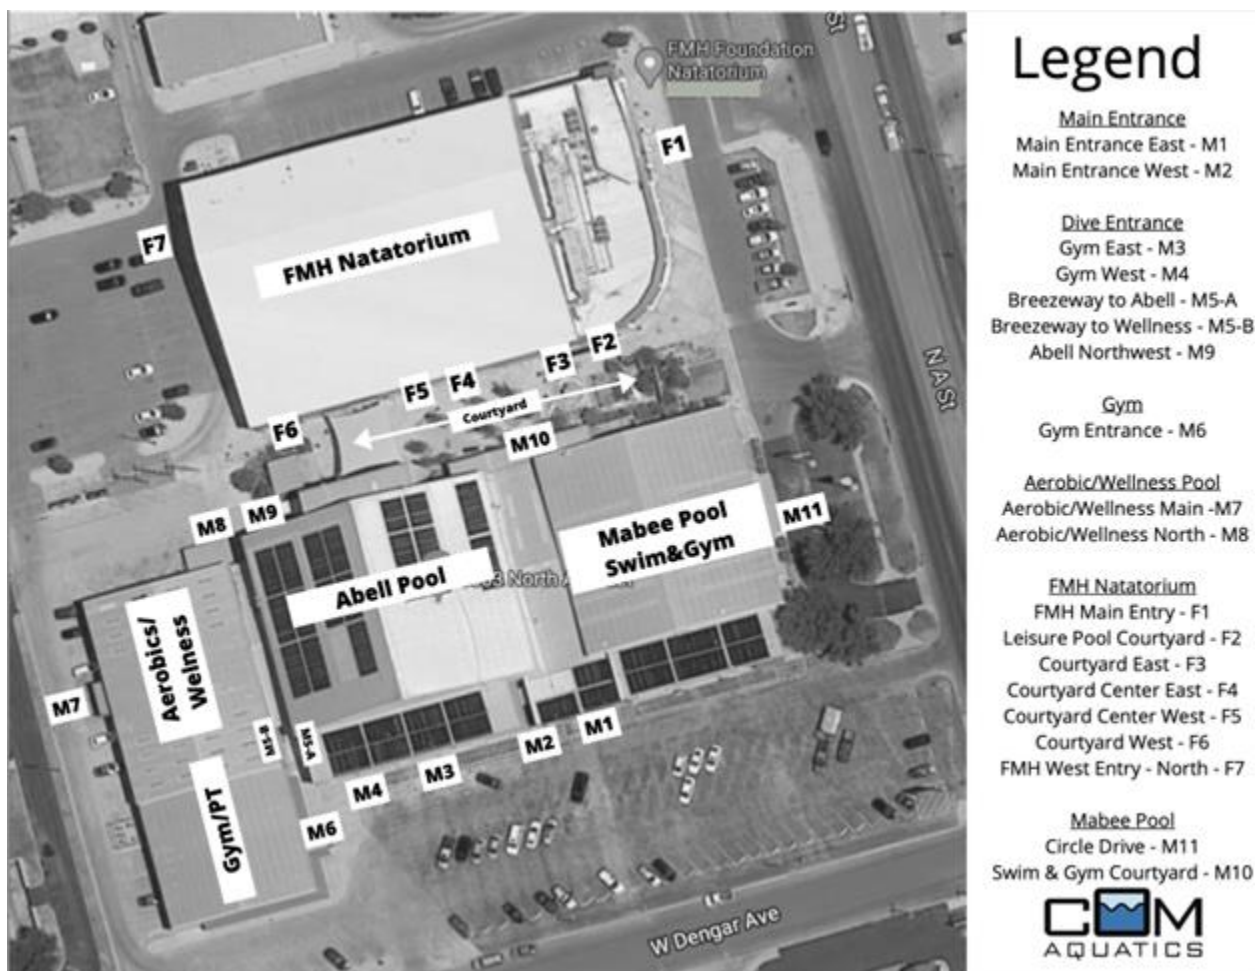 FMH Foundation
Natatorium
St
F1
FMH Natatorium
F7
F2
F3
F4
F5
Courtyard
F6
M10
N A St
M8
M9
Mabee Pool
Swim&Gym
M11
Abell Pool
03 North A
Aerobics/
Welness
M7
M5-B
M5-A
M1
M2
M3
M4
M6
Gym/PT
W Dengar Ave
Legend
Main Entrance
Main Entrance East - M1
Main Entrance West - M2
Dive Entrance
Gym East - M3
Gym West - M4
Breezeway to Abell - M5-A
Breezeway to Wellness - M5-B
Abell Northwest - M9
Gym
Gym Entrance - M6
Aerobic/Wellness Pool
Aerobic/Wellness Main -M7
Aerobic/Wellness North - M8
FMH Natatorium
FMH Main Entry - F1
Leisure Pool Courtyard - F2
Courtyard East - F3
Courtyard Center East - F4
Courtyard Center West - F5
Courtyard West - F6
FMH West Entry - North - F7
Mabee Pool
Circle Drive - M11
Swim & Gym Courtyard - M10
COM
AQUATICS